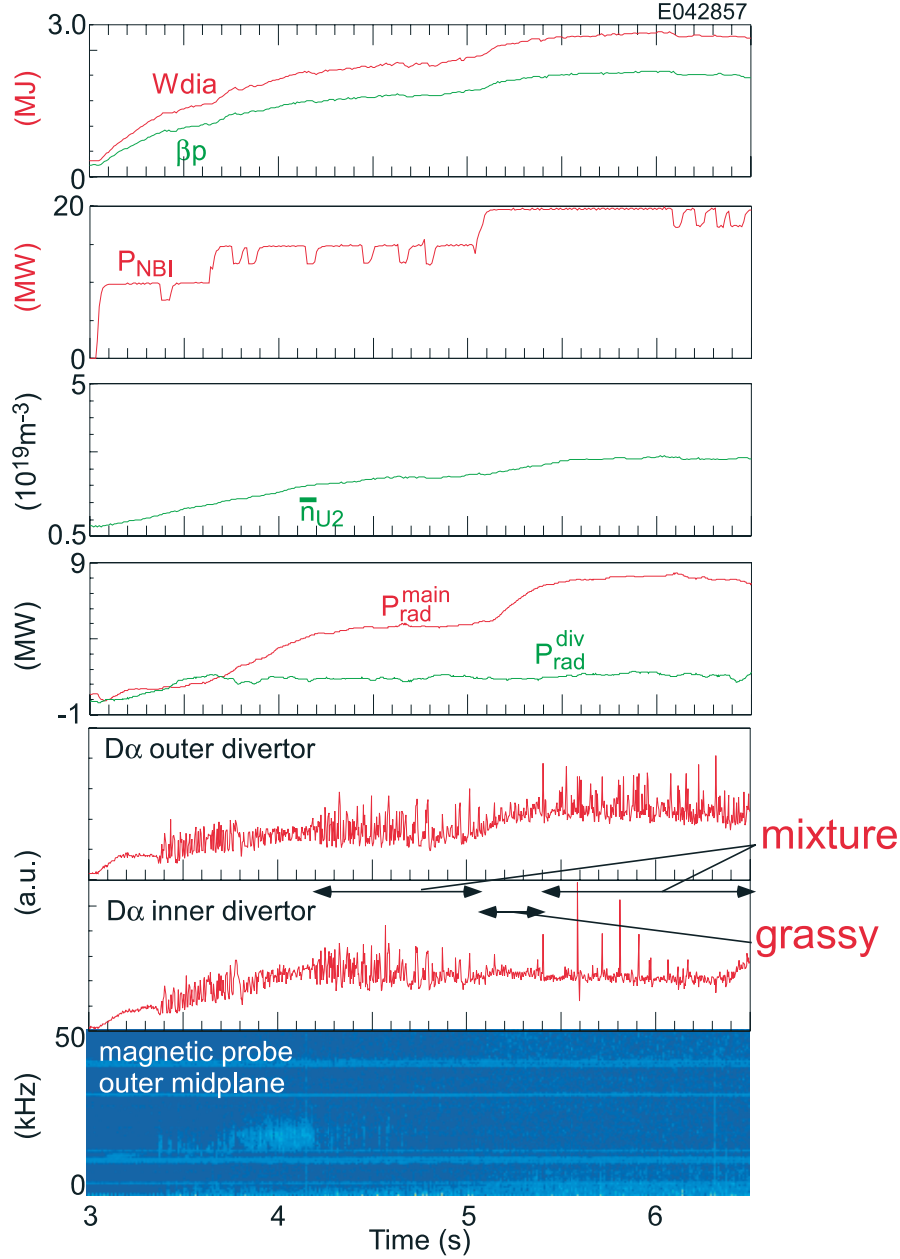 E042857
3.0
Wdia
βp
(MJ)
0
20
PNBI
(MW)
0
5
n̅U2
(10¹⁹m-³)
0.5
9
Pradmain
Praddiv
(MW)
-1
Dα outer divertor
mixture
(a.u.)
Dα inner divertor
grassy
50
magnetic probe
outer midplane
(kHz)
0
3 4 5 6
Time (s)